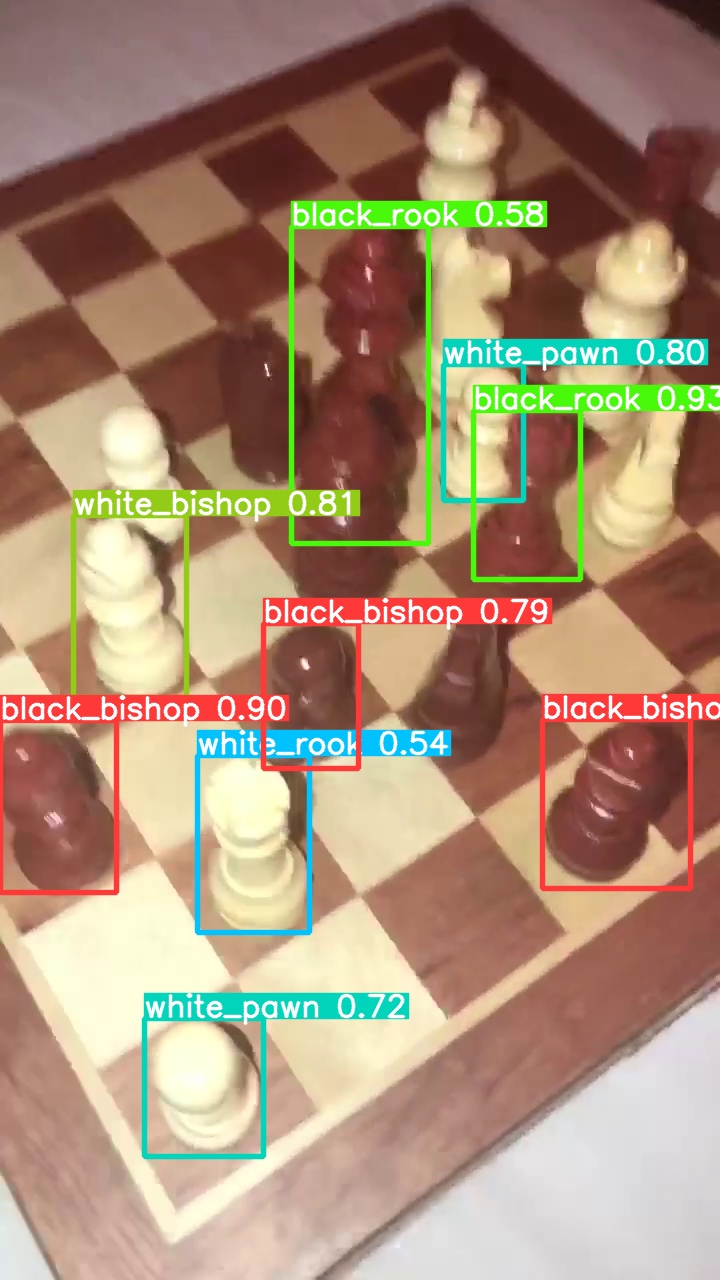 black_rook 0.58
white_pawn 0.80
black_rook 0.93
white_bishop 0.81
black_bishop 0.79
black_bishop 0.90
black_bisho
white_rook 0.54
white_pawn 0.72